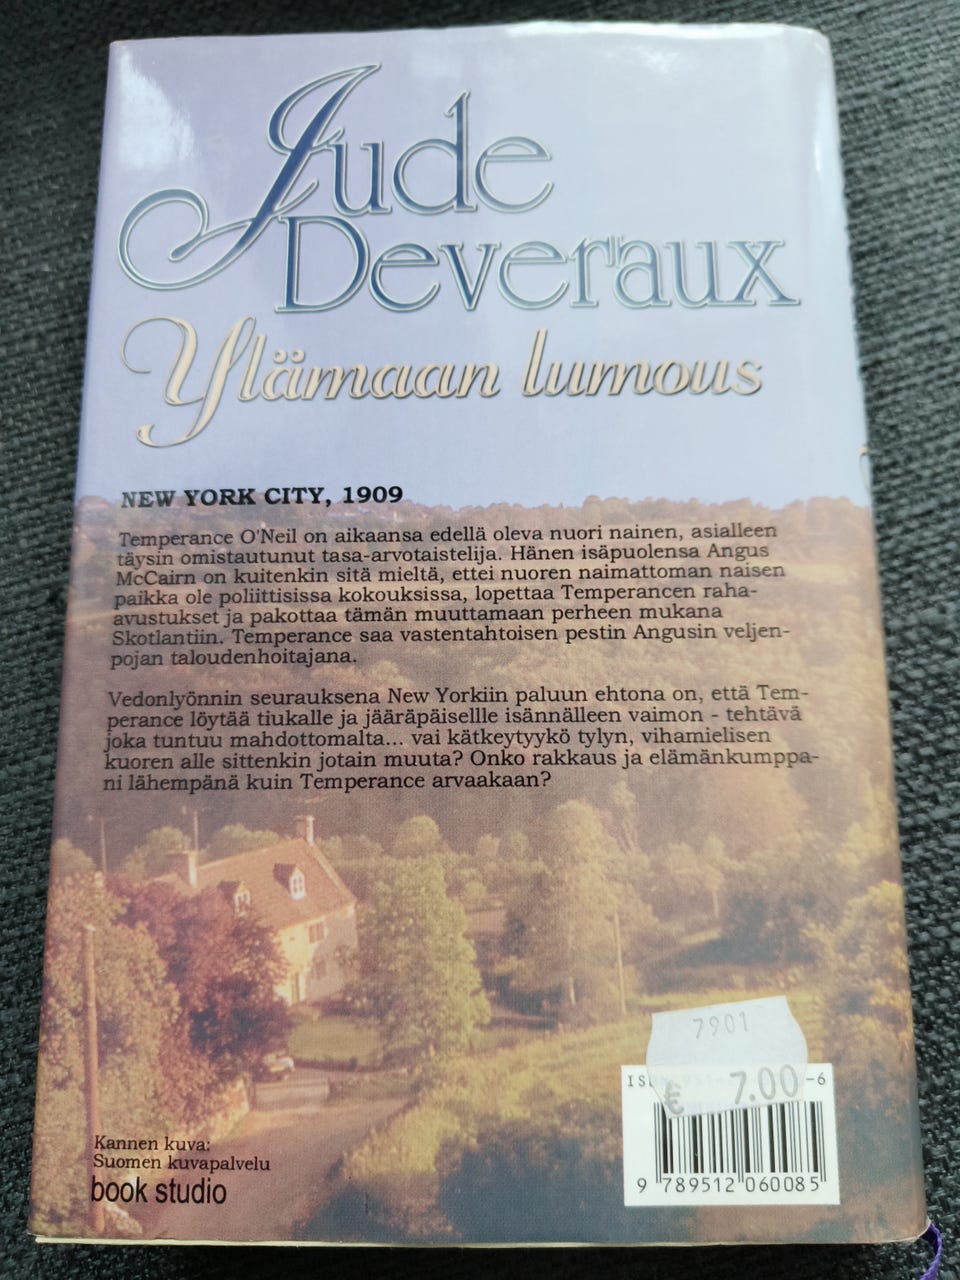 Jude
Deveraux
Ylämaan lumous
NEW YORK CITY, 1909
Temperance O'Neil on aikaansa edellä oleva nuori nainen, asialleen
täysin omistautunut tasa-arvotaistelija. Hänen isäpuolensa Angus
McCairn on kuitenkin sitä mieltä, ettei nuoren naimattoman naisen
paikka ole poliittisissa kokouksissa, lopettaa Temperancen raha-
avustukset ja pakottaa tämän muuttamaan perheen mukana
Skotlantiin. Temperance saa vastentahtoisen pestin Angusin veljen-
pojan taloudenhoitajana.
Vedonlyönnin seurauksena New Yorkiin paluun ehtona on, että Tem-
perance löytää tiukalle ja jääräpäisellle isännälleen vaimon - tehtävä
joka tuntuu mahdottomalta... vai kätkeytyykö tylyn, vihamielisen
kuoren alle sittenkin jotain muuta? Onko rakkaus ja elämänkumppa-
ni lähempänä kuin Temperance arvaakaan?
7901
€ 7.00
-6
9 789512 060085
Kannen kuva:
Suomen kuvapalvelu
book studio